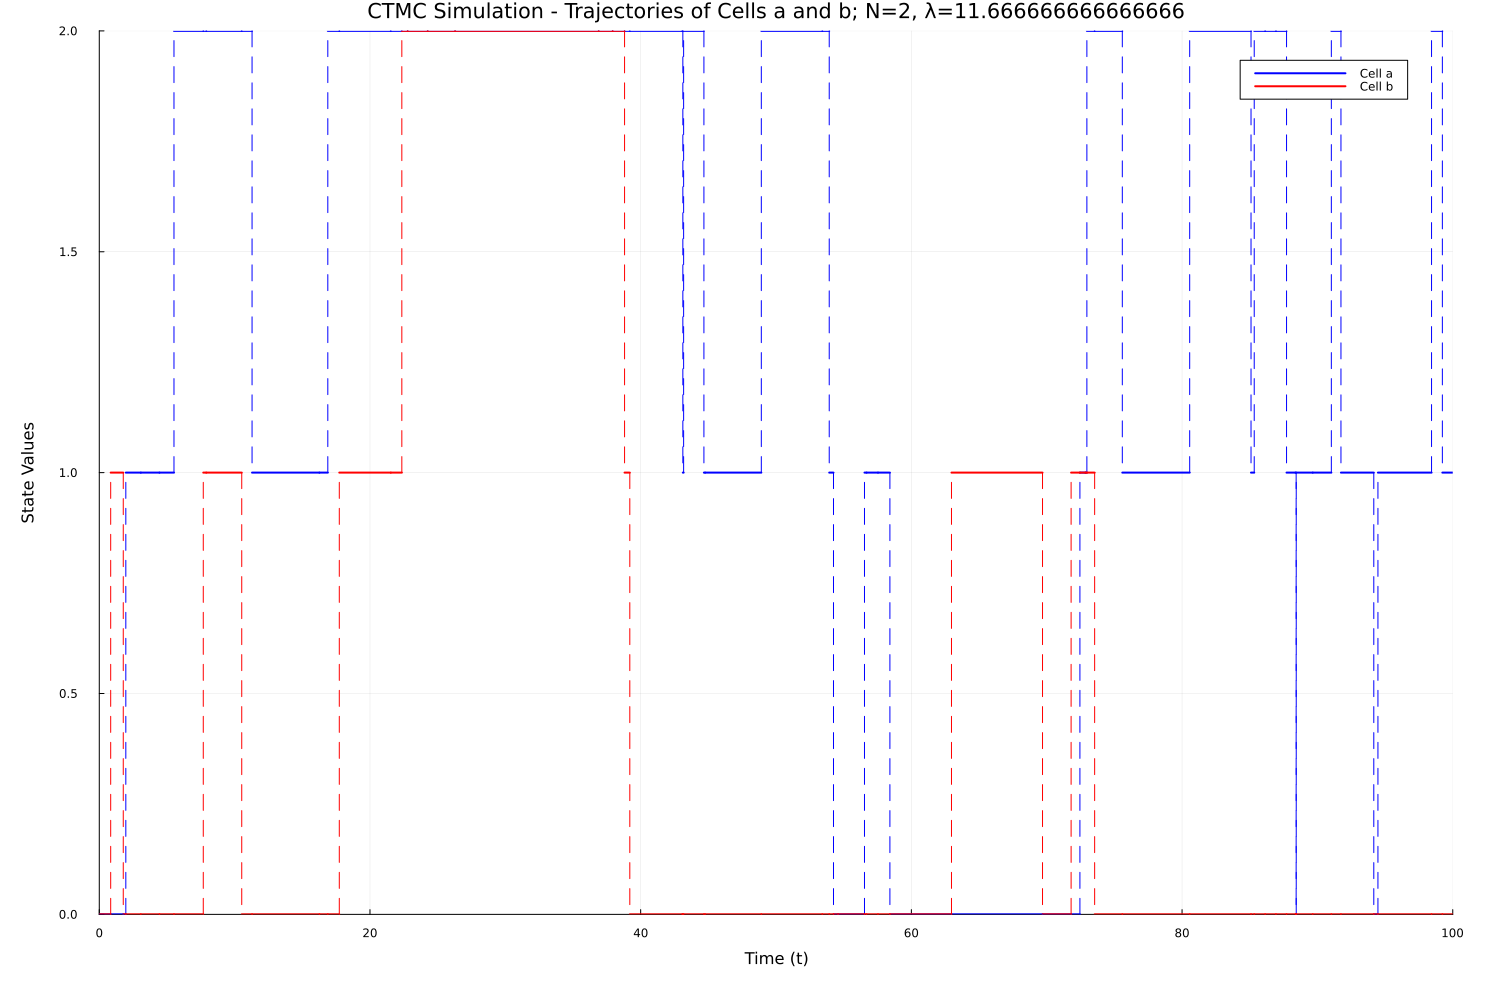 CTMC Simulation - Trajectories of Cells a and b; N=2, λ=11.666666666666666
2.0
Cell a
Cell b
1.5
State Values
1.0
0.5
0.0
0 20 40 60 80 100
Time (t)